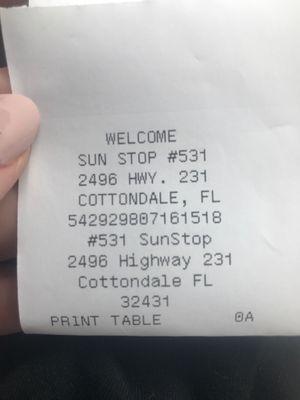 WELCOME
SUN STOP #531
2496 HWY. 231
COTTONDALE, FL
542929807161518
#531 SunStop
2496 Highway 231
Cottondale FL
32431
PRINT TABLE 0A